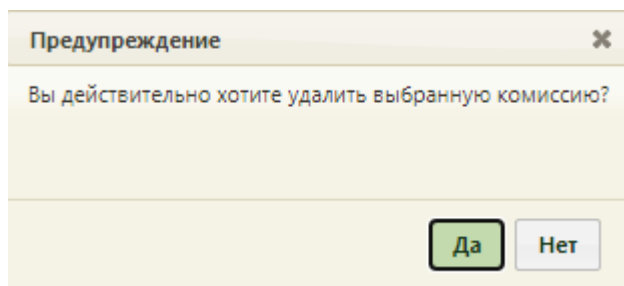 Предупреждение
Вы действительно хотите удалить выбранную комиссию?
Да Нет